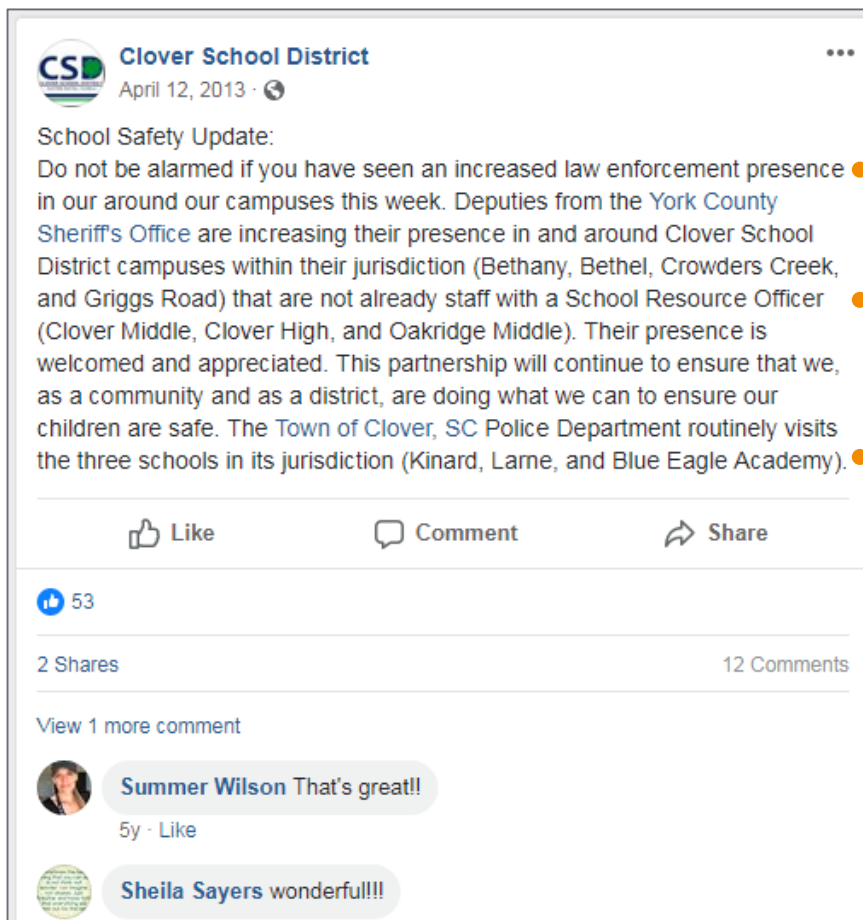 CSD
Clover School District
April 12, 2013 ·
School Safety Update:
Do not be alarmed if you have seen an increased law enforcement presence
in our around our campuses this week. Deputies from the York County
Sheriff's Office are increasing their presence in and around Clover School
District campuses within their jurisdiction (Bethany, Bethel, Crowders Creek,
and Griggs Road) that are not already staff with a School Resource Officer
(Clover Middle, Clover High, and Oakridge Middle). Their presence is
welcomed and appreciated. This partnership will continue to ensure that we,
as a community and as a district, are doing what we can to ensure our
children are safe. The Town of Clover, SC Police Department routinely visits
the three schools in its jurisdiction (Kinard, Larne, and Blue Eagle Academy).
Like Comment Share
53
2 Shares 12 Comments
View 1 more comment
Summer Wilson That's great!!
5y · Like
Sheila Sayers wonderful!!!